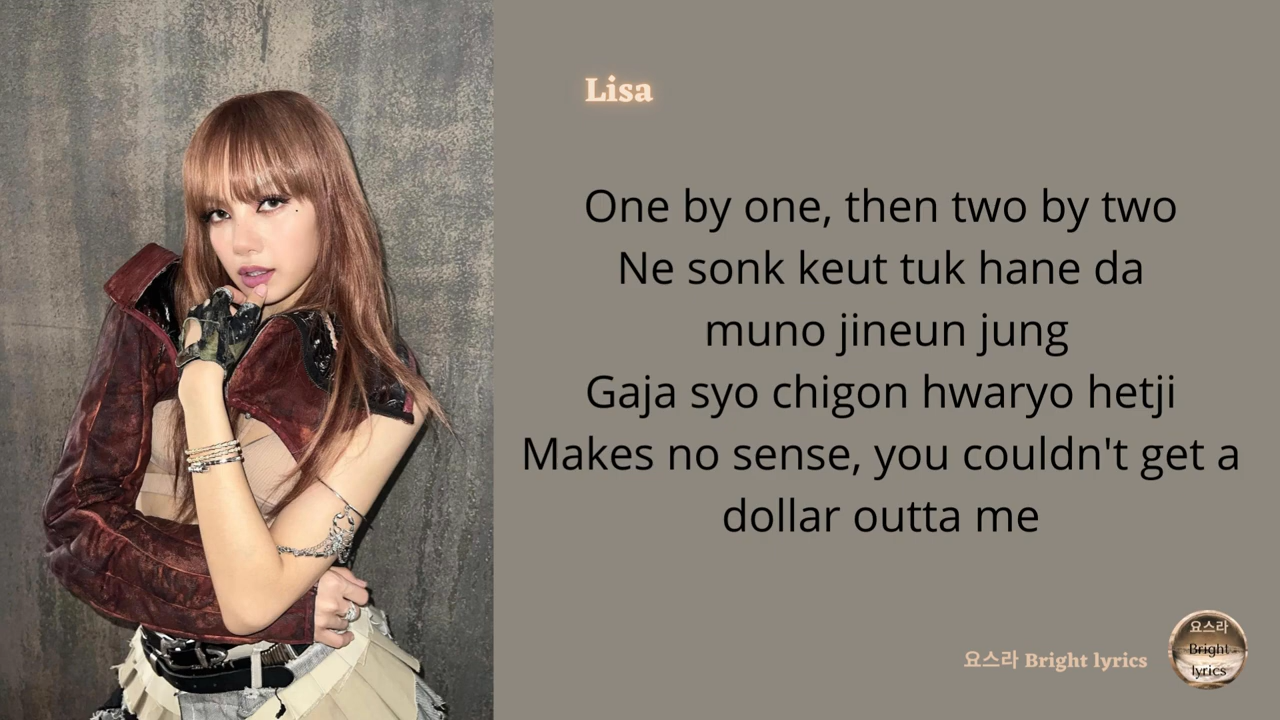 Lisa
One by one, then two by two
Ne sonk keut tuk hane da
muno jineun jung
Gaja syo chigon hwaryo hetji
Makes no sense, you couldn't get a
dollar outta me
요스라 Bright lyrics
요스라
Bright
lyrics